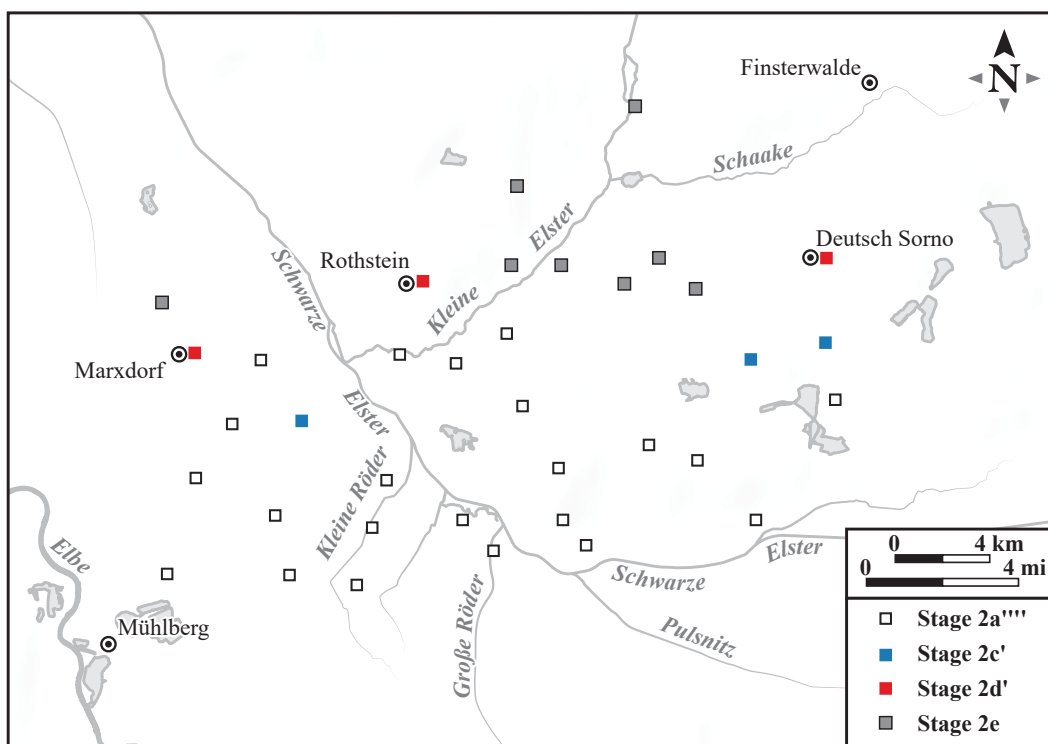 Finsterwalde
N
Schaake
Elster
Deutsch Sorno
Rothstein
Schwarze
Kleine
Marxdorf
Elster
Kleine Röder
Elbe
0 4 km
0 4 mi
Elster
Schwarze
Stage 2a''''
Mühlberg
Große Röder
Pulsnitz
Stage 2c'
Stage 2d'
Stage 2e